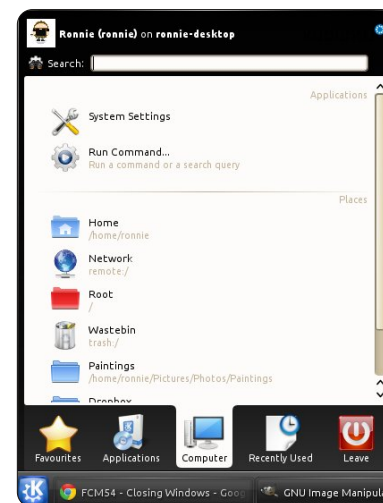 Ronnie (ronnie) on ronnie-desktop
Search:
Applications
System Settings
Run Command...
Run a command or a search query
Places
Home
/home/ronnie
Network
remote:/
Root
/
Wastebin
trash:/
Paintings
/home/ronnie/Pictures/Photos/Paintings
Dropbox
Favourites Applications Computer Recently Used Leave
FCM54 - Closing Windows - Goog GNU Image Manipul